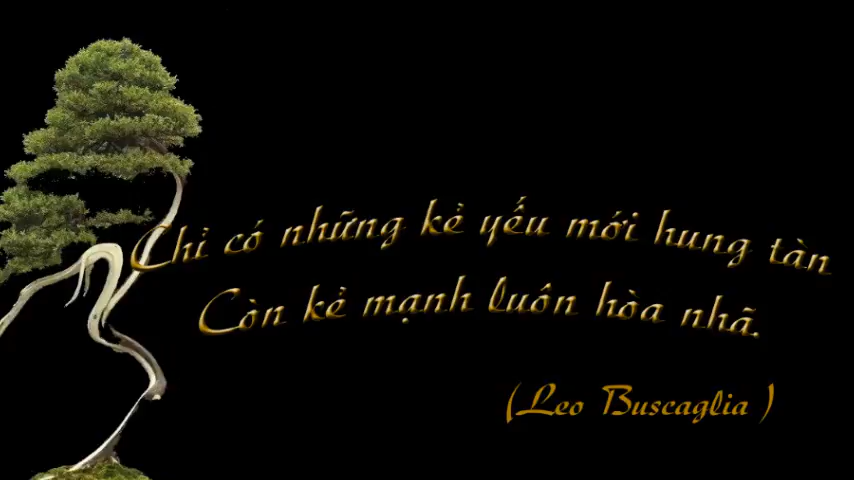 Chỉ có những kẻ yếu mới hung tàn
Còn kẻ mạnh luôn hòa nhã.
(Leo Buscaglia )